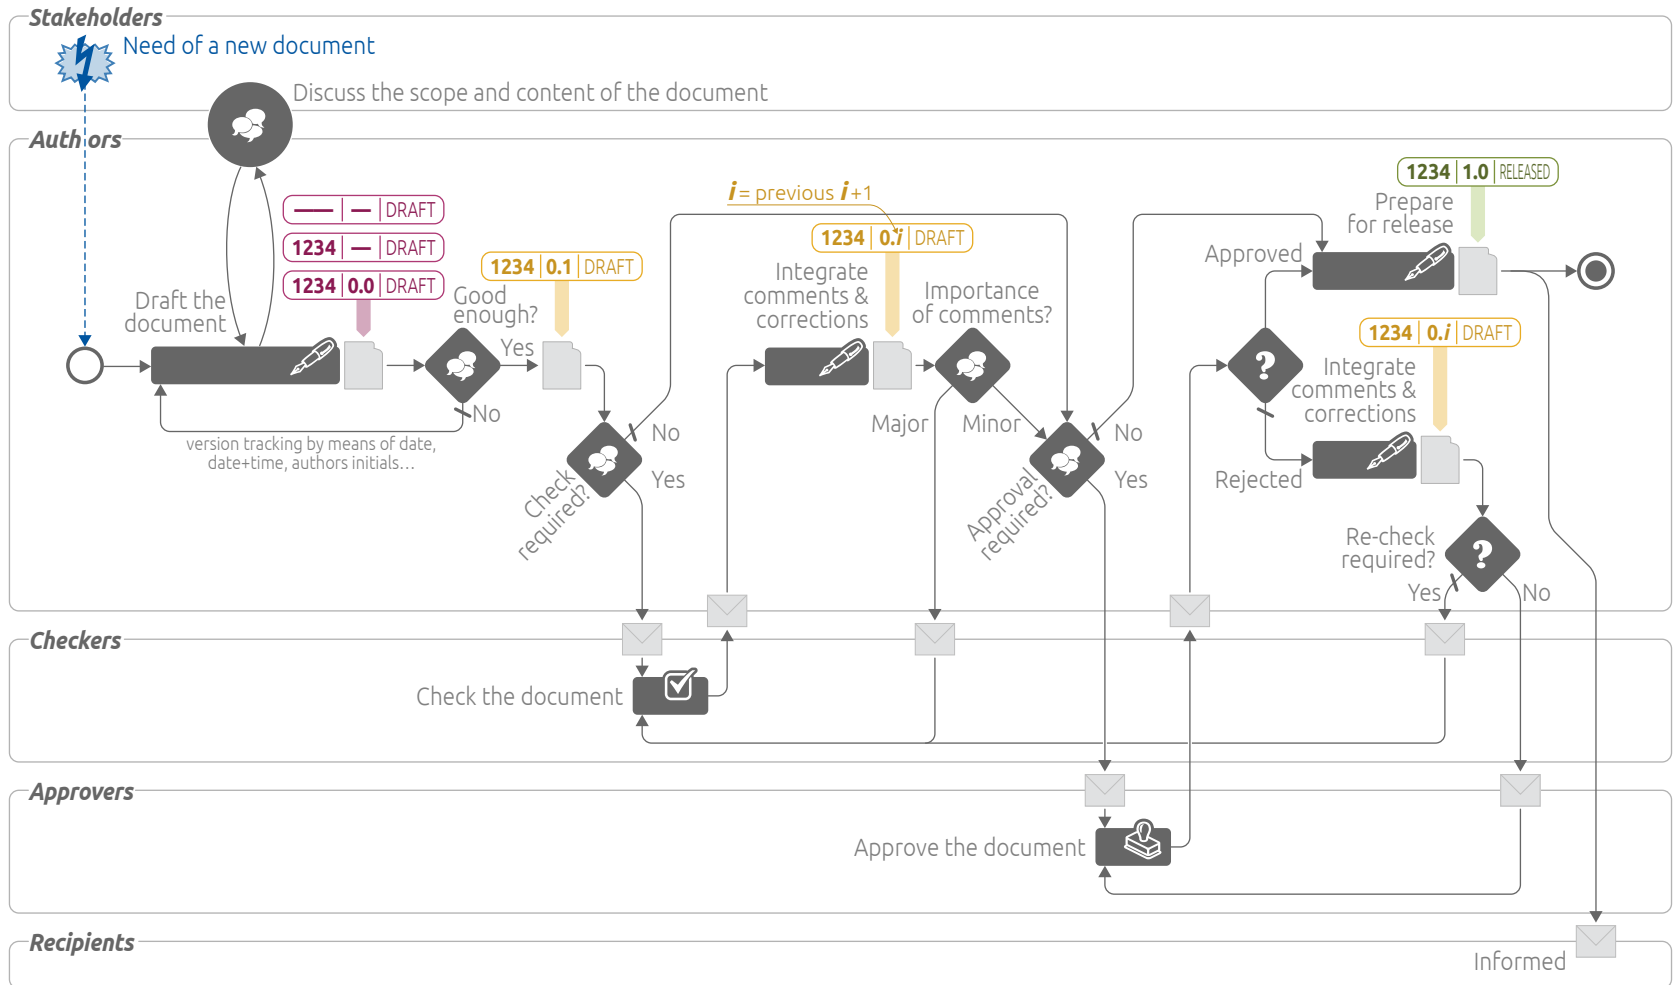 Stakeholders
Need of a new document
Discuss the scope and content of the document
Authors
1234 | 1.0 | RELEASED
Prepare
for release
i = previous i +1
—— | — | DRAFT
1234 | — | DRAFT
1234 | 0.0 | DRAFT
1234 | 0.1 | DRAFT
1234 | 0.i | DRAFT
Draft the
document
Good
enough?
Yes
No
version tracking by means of date,
date+time, authors initials...
Check
required?
No
Yes
Integrate
comments &
corrections
Importance
of comments?
Major
Minor
Approval
required?
No
Yes
Approved
Rejected
1234 | 0.i | DRAFT
Integrate
comments &
corrections
Re-check
required?
Yes
No
Checkers
Check the document
Approvers
Approve the document
Recipients
Informed